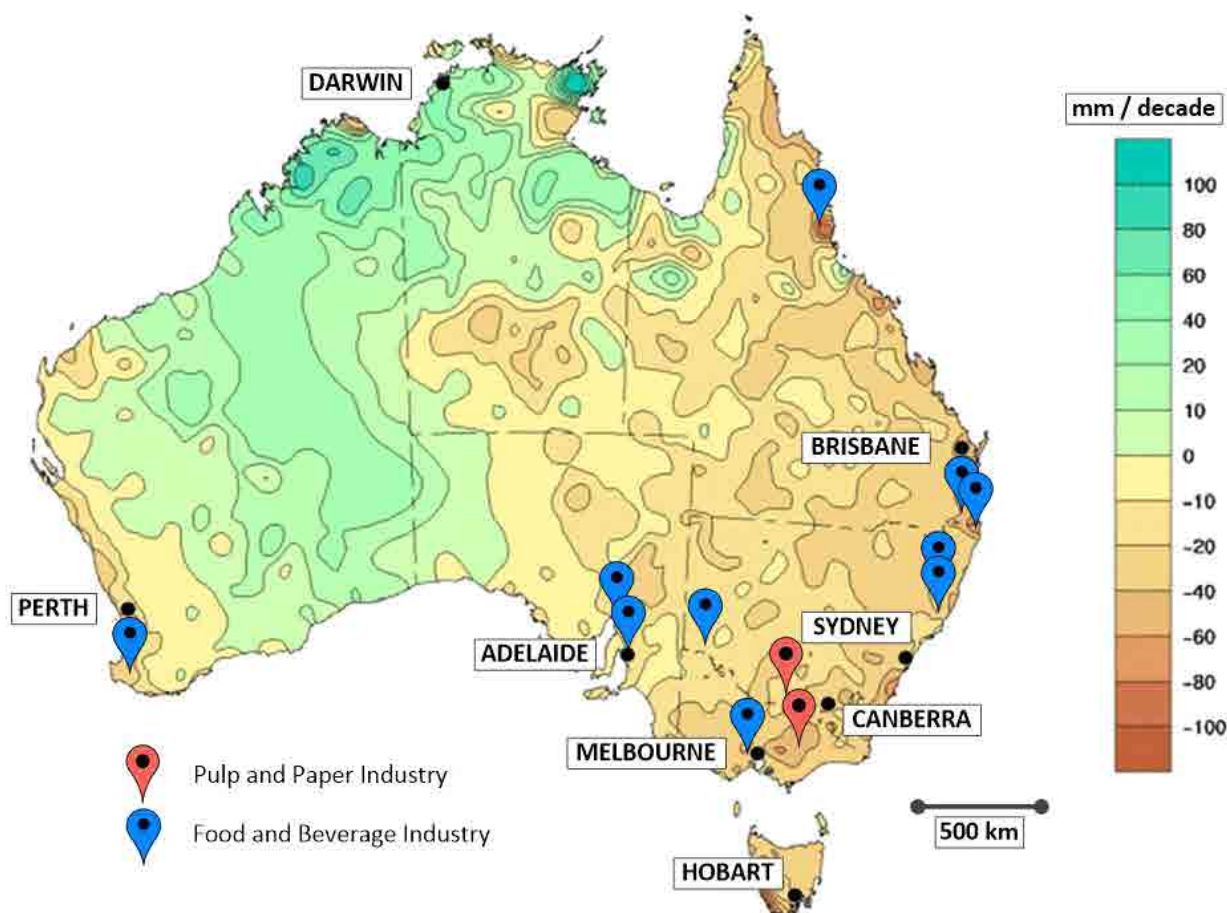 DARWIN
mm / decade
100
80
60
40
20
10
0
-10
-20
-40
-60
-80
-100
BRISBANE
PERTH
SYDNEY
ADELAIDE
CANBERRA
MELBOURNE
Pulp and Paper Industry
Food and Beverage Industry
500 km
HOBART